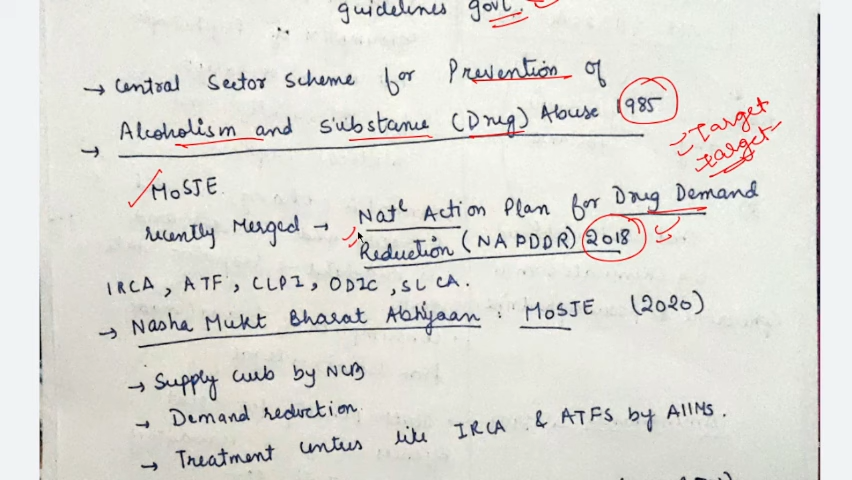 guidelines govt.
→ Central Sector Scheme for Prevention of
→ Alcoholism and Substance (Drug) Abuse 1985
Target
Target
MoSJE
recently Merged → Natl Action Plan for Drug Demand
Reduction (NAPDDR) 2018
IRCA, ATF, CLPI, ODIC, SLCA.
→ Nasha Mukt Bharat Abhiyaan : MoSJE (2020)
→ Supply curb by NCB
→ Demand reduction
→ Treatment centres like IRCA & ATFS by AIIMS.